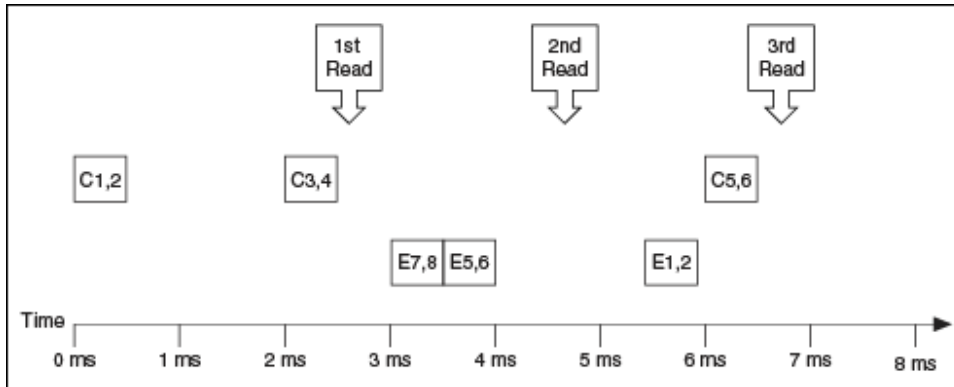 1st
Read
2nd
Read
3rd
Read
C1,2
C3,4
C5,6
E7,8
E5,6
E1,2
Time
0 ms
1 ms
2 ms
3 ms
4 ms
5 ms
6 ms
7 ms
8 ms